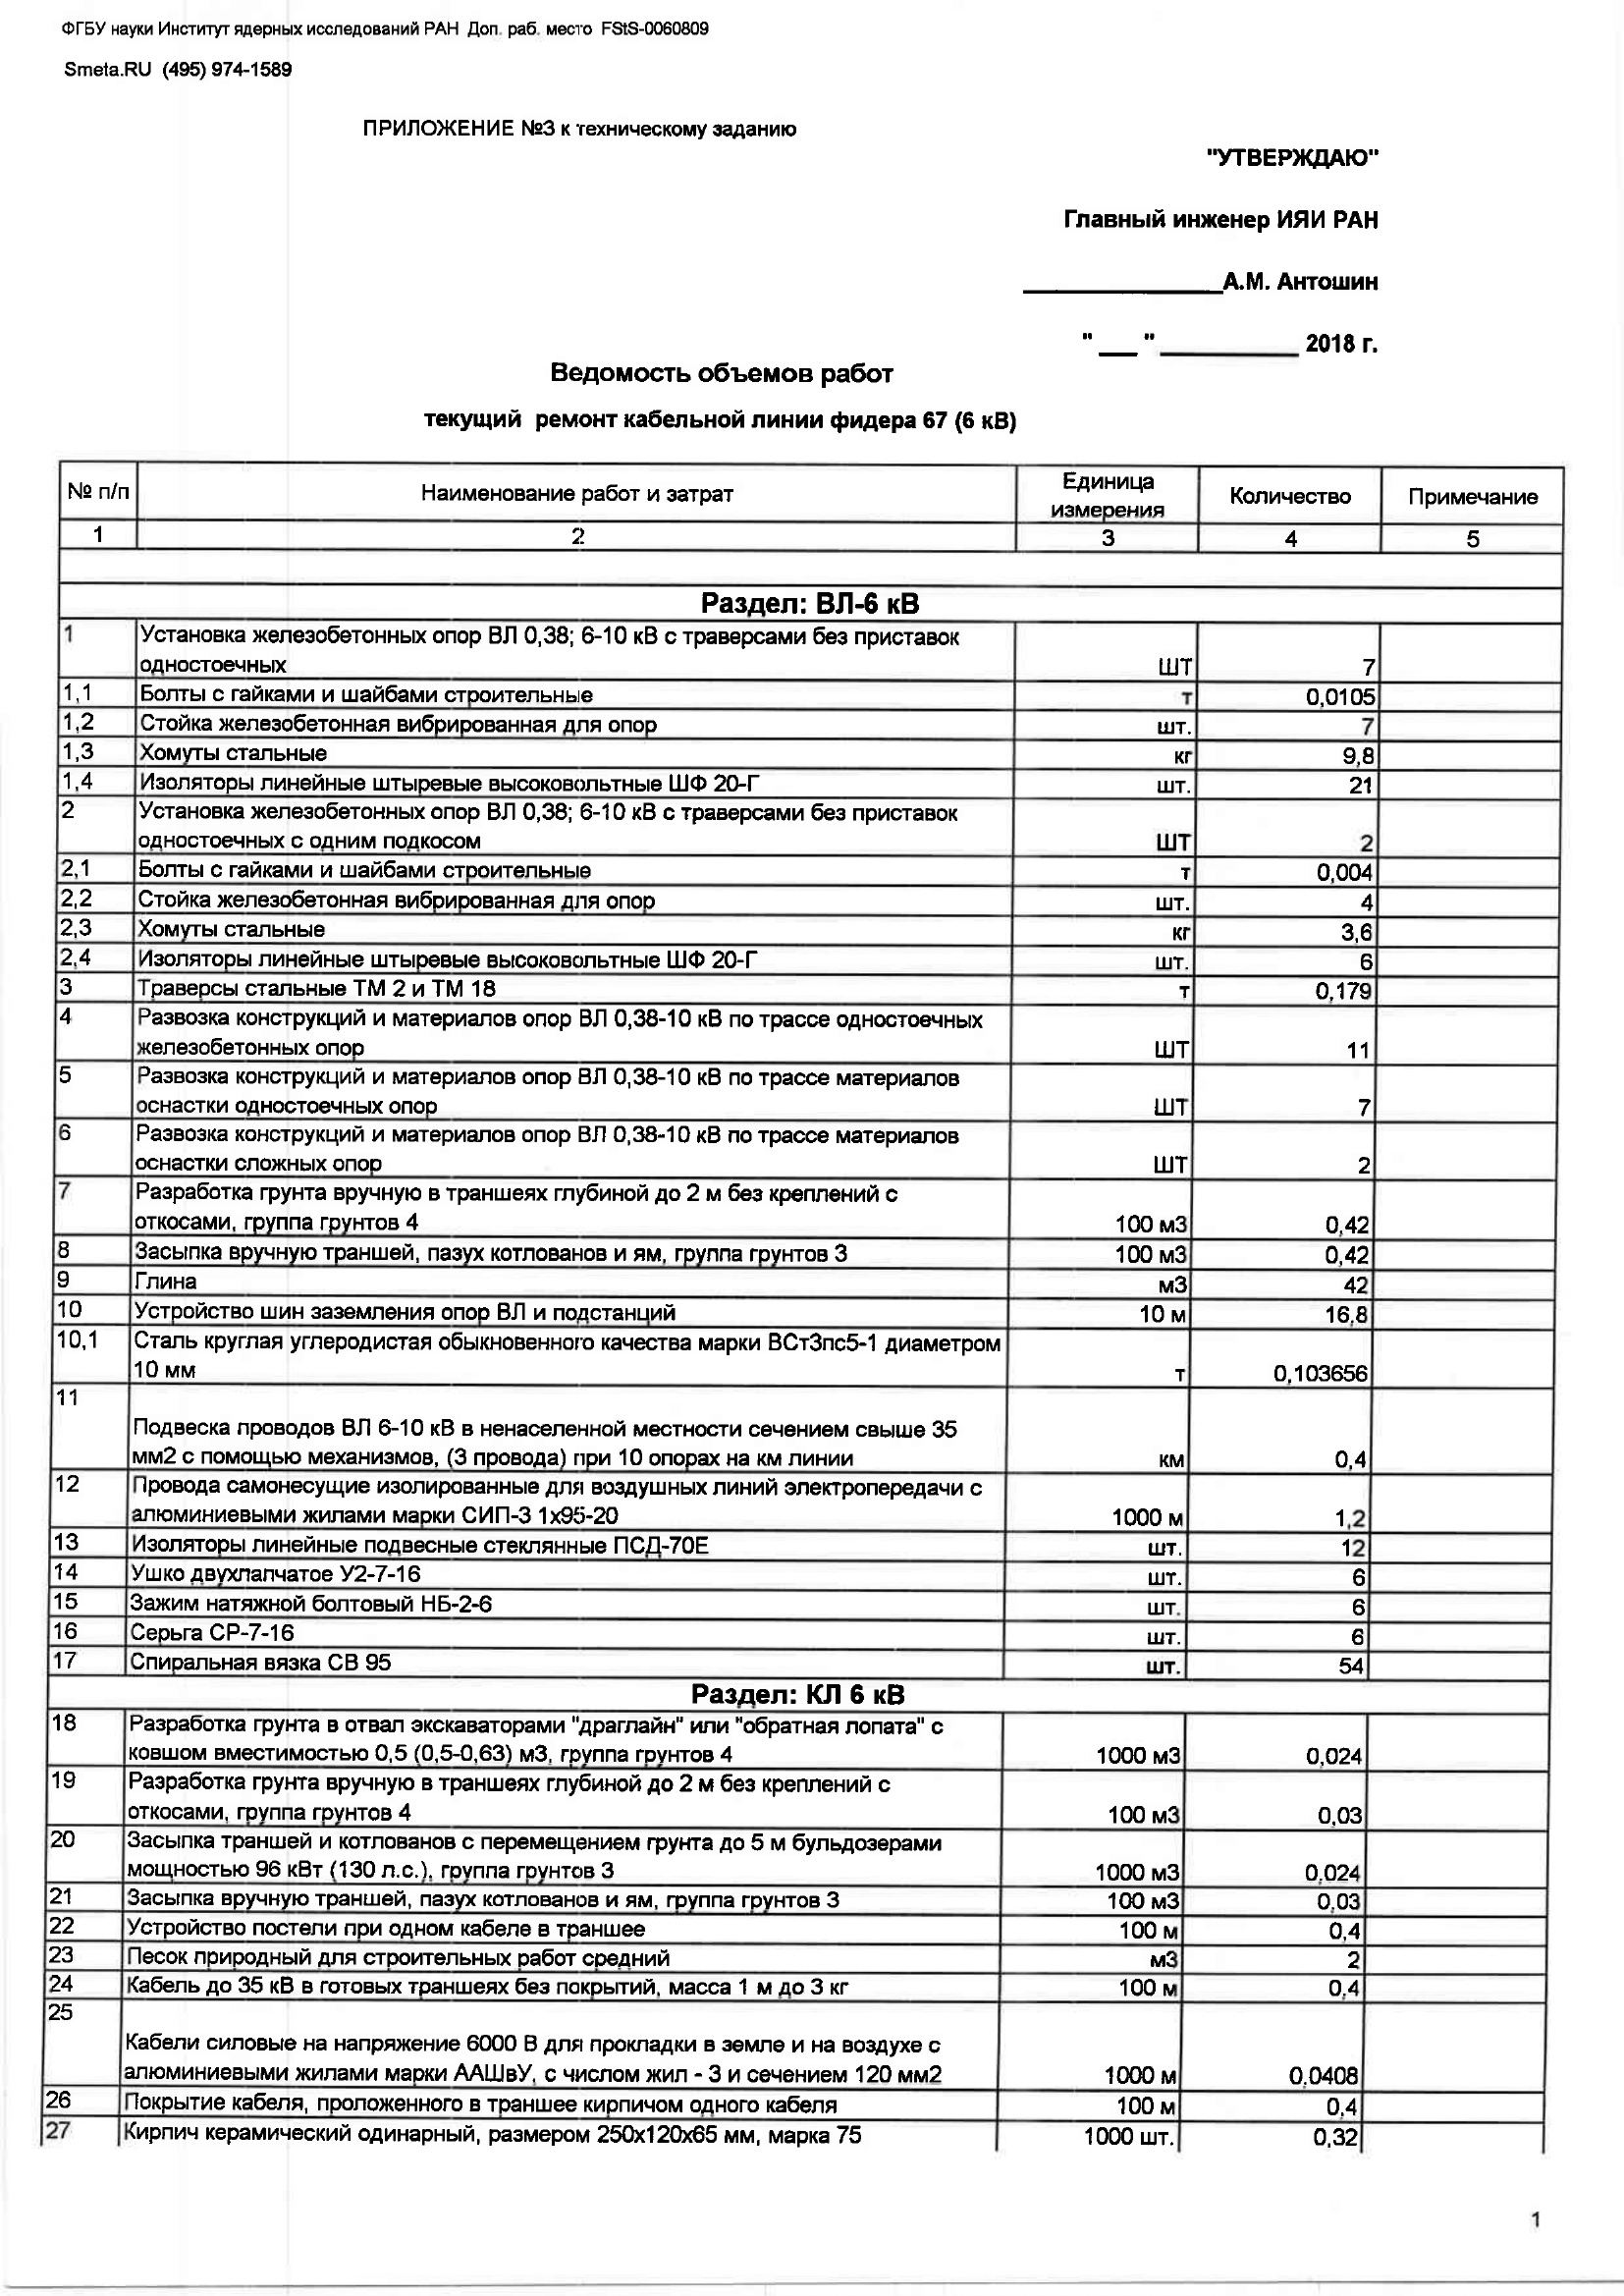 ФГБУ науки Институт ядерных исследований РАН  Доп. раб. место  FStS-0060809
Smeta.RU  (495) 974-1589
ПРИЛОЖЕНИЕ №3 к техническому заданию
"УТВЕРЖДАЮ"
Главный инженер ИЯИ РАН
_______________А.М. Антошин
" ___ " ___________ 2018 г.
Ведомость объемов работ
текущий  ремонт кабельной линии фидера 67 (6 кВ)
№ п/п Наименование работ и затрат Единица измерения Количество Примечание
1 2 3 4 5
Раздел: ВЛ-6 кВ
1 Установка железобетонных опор ВЛ 0,38; 6-10 кВ с траверсами без приставок
одностоечных ШТ 7
1,1 Болты с гайками и шайбами строительные т 0,0105
1,2 Стойка железобетонная вибрированная для опор шт. 7
1,3 Хомуты стальные кг 9,8
1,4 Изоляторы линейные штыревые высоковольтные ШФ 20-Г шт. 21
2 Установка железобетонных опор ВЛ 0,38; 6-10 кВ с траверсами без приставок
одностоечных с одним подкосом ШТ 2
2,1 Болты с гайками и шайбами строительные т 0,004
2,2 Стойка железобетонная вибрированная для опор шт. 4
2,3 Хомуты стальные кг 3,6
2,4 Изоляторы линейные штыревые высоковольтные ШФ 20-Г шт. 6
3 Траверсы стальные ТМ 2 и ТМ 18 т 0,179
4 Развозка конструкций и материалов опор ВЛ 0,38-10 кВ по трассе одностоечных
железобетонных опор ШТ 11
5 Развозка конструкций и материалов опор ВЛ 0,38-10 кВ по трассе материалов
оснастки одностоечных опор ШТ 7
6 Развозка конструкций и материалов опор ВЛ 0,38-10 кВ по трассе материалов
оснастки сложных опор ШТ 2
7 Разработка грунта вручную в траншеях глубиной до 2 м без креплений с
откосами, группа грунтов 4 100 м3 0,42
8 Засыпка вручную траншей, пазух котлованов и ям, группа грунтов 3 100 м3 0,42
9 Глина м3 42
10 Устройство шин заземления опор ВЛ и подстанций 10 м 16,8
10,1 Сталь круглая углеродистая обыкновенного качества марки ВСт3пс5-1 диаметром
10 мм т 0,103656
11 Подвеска проводов ВЛ 6-10 кВ в ненаселенной местности сечением свыше 35
мм2 с помощью механизмов, (3 провода) при 10 опорах на км линии км 0,4
12 Провода самонесущие изолированные для воздушных линий электропередачи с
алюминиевыми жилами марки СИП-3 1х95-20 1000 м 1,2
13 Изоляторы линейные подвесные стеклянные ПСД-70Е шт. 12
14 Ушко двухлапчатое У2-7-16 шт. 6
15 Зажим натяжной болтовый НБ-2-6 шт. 6
16 Серьга СР-7-16 шт. 6
17 Спиральная вязка СВ 95 шт. 54
Раздел: КЛ 6 кВ
18 Разработка грунта в отвал экскаваторами "драглайн" или "обратная лопата" с
ковшом вместимостью 0,5 (0,5-0,63) м3, группа грунтов 4 1000 м3 0,024
19 Разработка грунта вручную в траншеях глубиной до 2 м без креплений с
откосами, группа грунтов 4 100 м3 0,03
20 Засыпка траншей и котлованов с перемещением грунта до 5 м бульдозерами
мощностью 96 кВт (130 л.с.), группа грунтов 3 1000 м3 0,024
21 Засыпка вручную траншей, пазух котлованов и ям, группа грунтов 3 100 м3 0,03
22 Устройство постели при одном кабеле в траншее 100 м 0,4
23 Песок природный для строительных работ средний м3 2
24 Кабель до 35 кВ в готовых траншеях без покрытий, масса 1 м до 3 кг 100 м 0,4
25 Кабели силовые на напряжение 6000 В для прокладки в земле и на воздухе с
алюминиевыми жилами марки ААШвУ, с числом жил - 3 и сечением 120 мм2 1000 м 0,0408
26 Покрытие кабеля, проложенного в траншее кирпичом одного кабеля 100 м 0,4
27 Кирпич керамический одинарный, размером 250х120х65 мм, марка 75 1000 шт. 0,32
1